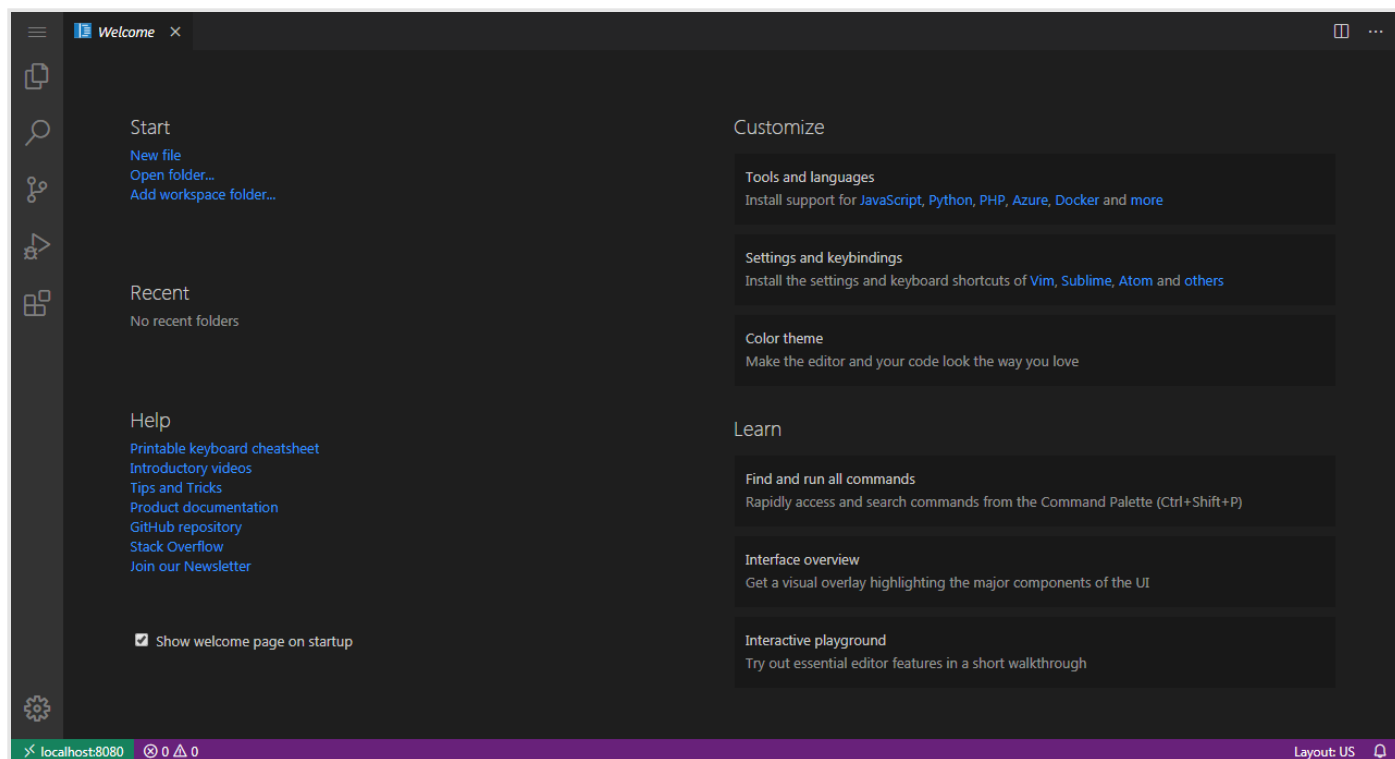 Welcome
Start
New file
Open folder...
Add workspace folder...
Recent
No recent folders
Help
Printable keyboard cheatsheet
Introductory videos
Tips and Tricks
Product documentation
GitHub repository
Stack Overflow
Join our Newsletter
Show welcome page on startup
Customize
Tools and languages
Install support for JavaScript, Python, PHP, Azure, Docker and more
Settings and keybindings
Install the settings and keyboard shortcuts of Vim, Sublime, Atom and others
Color theme
Make the editor and your code look the way you love
Learn
Find and run all commands
Rapidly access and search commands from the Command Palette (Ctrl+Shift+P)
Interface overview
Get a visual overlay highlighting the major components of the UI
Interactive playground
Try out essential editor features in a short walkthrough
localhost:8080 0 0 Layout: US